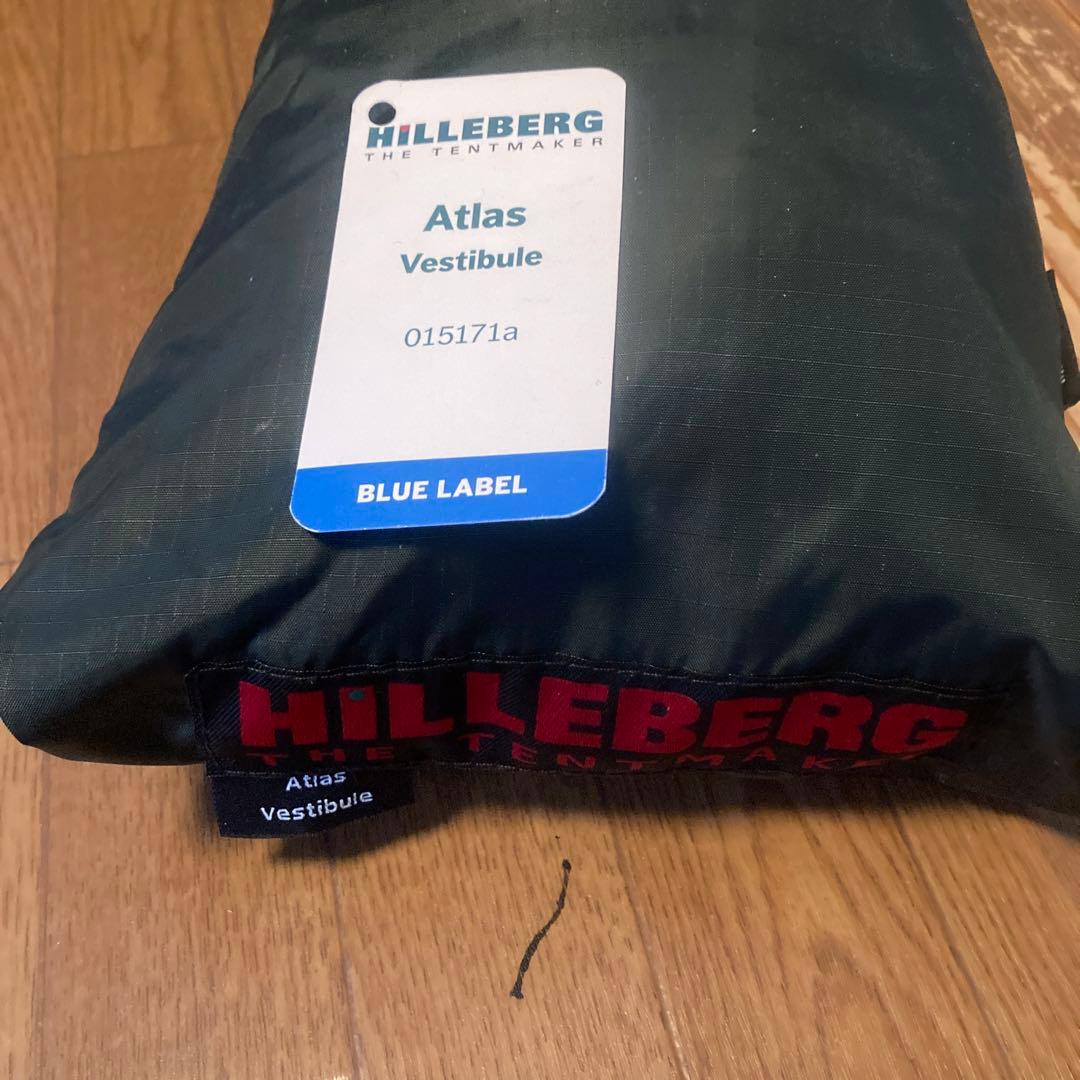 HiLLEBERG
THE TENTMAKER
Atlas
Vestibule
015171a
BLUE LABEL
HiLLEBERG
THE TENTMAKER
Atlas
Vestibule